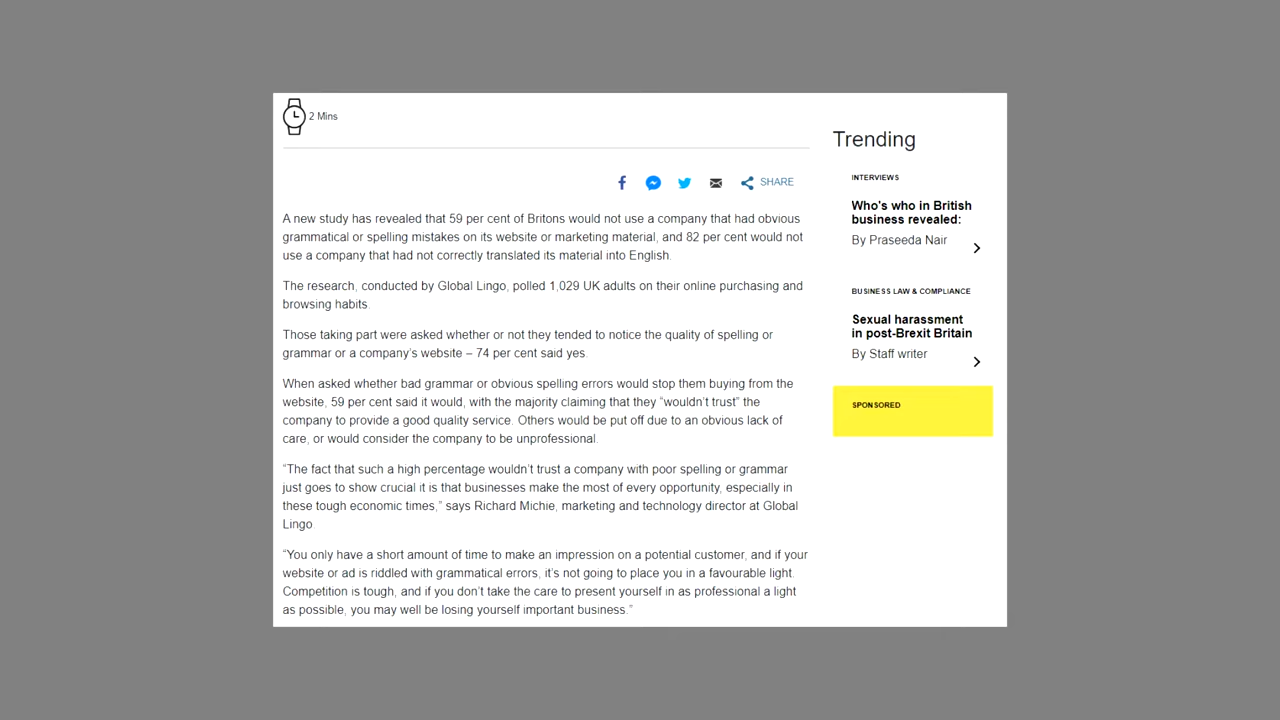 2 Mins
SHARE
A new study has revealed that 59 per cent of Britons would not use a company that had obvious
grammatical or spelling mistakes on its website or marketing material, and 82 per cent would not
use a company that had not correctly translated its material into English.
The research, conducted by Global Lingo, polled 1,029 UK adults on their online purchasing and
browsing habits.
Those taking part were asked whether or not they tended to notice the quality of spelling or
grammar or a company's website – 74 per cent said yes.
When asked whether bad grammar or obvious spelling errors would stop them buying from the
website, 59 per cent said it would, with the majority claiming that they “wouldn't trust” the
company to provide a good quality service. Others would be put off due to an obvious lack of
care, or would consider the company to be unprofessional.
“The fact that such a high percentage wouldn't trust a company with poor spelling or grammar
just goes to show crucial it is that businesses make the most of every opportunity, especially in
these tough economic times,” says Richard Michie, marketing and technology director at Global
Lingo.
“You only have a short amount of time to make an impression on a potential customer, and if your
website or ad is riddled with grammatical errors, it's not going to place you in a favourable light.
Competition is tough, and if you don't take the care to present yourself in as professional a light
as possible, you may well be losing yourself important business.”
Trending
INTERVIEWS
Who's who in British
business revealed:
By Praseeda Nair
BUSINESS LAW & COMPLIANCE
Sexual harassment
in post-Brexit Britain
By Staff writer
SPONSORED